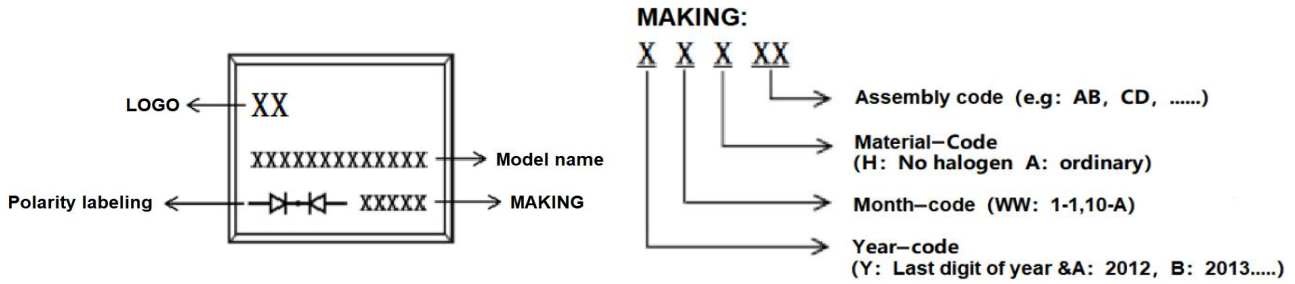 LOGO
XX
XXXXXXXXXXXXX
Model name
Polarity labeling
XXXXX
MAKING
MAKING:
X X X XX
Assembly code (e.g: AB, CD, ......)
Material-Code
(H: No halogen A: ordinary)
Month-code (WW: 1-1,10-A)
Year-code
(Y: Last digit of year &A: 2012, B: 2013.....)